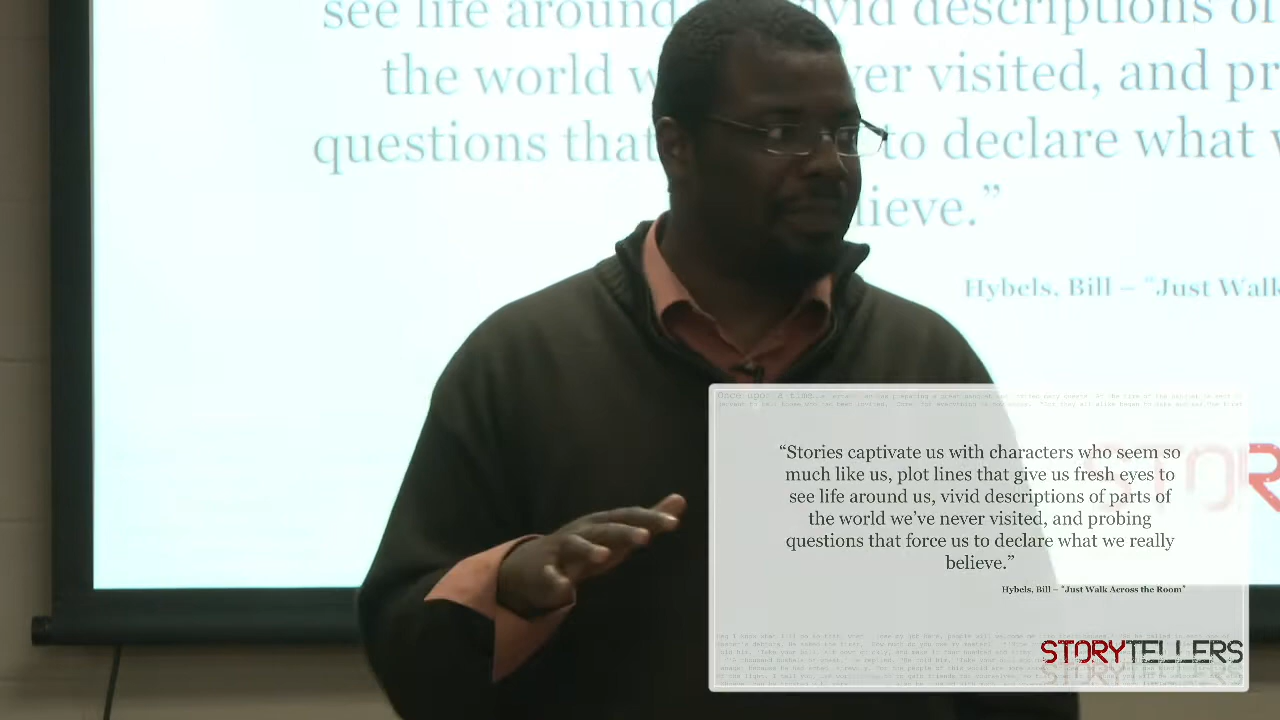 see life around vivid descriptions of
the world w ver visited, and pr
questions that to declare what w
lieve.”
Hybels, Bill – “Just Walk
Once upon a time
“Stories captivate us with characters who seem so
much like us, plot lines that give us fresh eyes to
see life around us, vivid descriptions of parts of
the world we’ve never visited, and probing
questions that force us to declare what we really
believe.”
Hybels, Bill – “Just Walk Across the Room”
STOR
STORYTELLERS